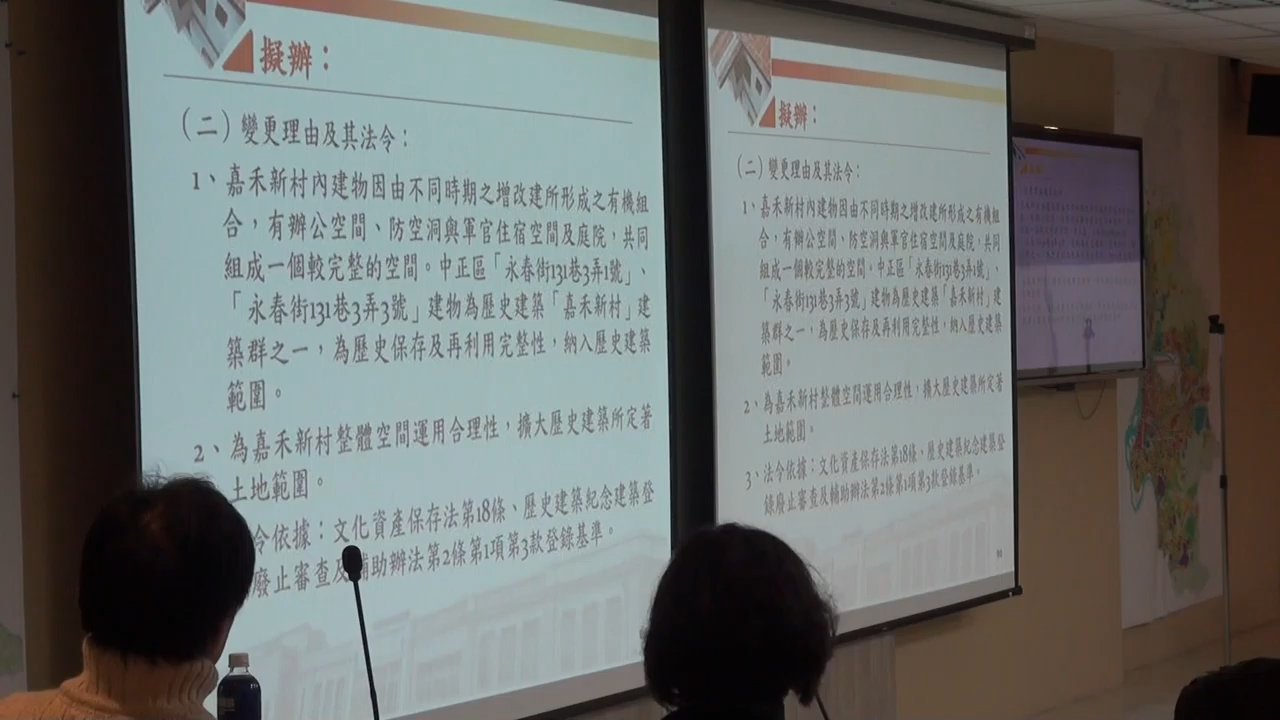 擬辦：
（二）變更理由及其法令：
1、嘉禾新村內建物因由不同時期之增改建所形成之有機組
合，有辦公空間、防空洞與軍官住宿空間及庭院，共同
組成一個較完整的空間。中正區「永春街131巷3弄1號」、
「永春街131巷3弄3號」建物為歷史建築「嘉禾新村」建
築群之一，為歷史保存及再利用完整性，納入歷史建築
範圍。
2、為嘉禾新村整體空間運用合理性，擴大歷史建築所定著
土地範圍。
令依據：文化資產保存法第18條、歷史建築紀念建築登
廢止審查及輔助辦法第2條第1項第3款登錄基準。
擬辦：
（二）變更理由及其法令：
1、嘉禾新村內建物因由不同時期之增改建所形成之有機組
合，有辦公空間、防空洞與軍官住宿空間及庭院，共同
組成一個較完整的空間。中正區「永春街131巷3弄1號」、
「永春街131巷3弄3號」建物為歷史建築「嘉禾新村」建
築群之一，為歷史保存及再利用完整性，納入歷史建築
範圍。
2、為嘉禾新村整體空間運用合理性，擴大歷史建築所定著
土地範圍。
3、法令依據：文化資產保存法第18條、歷史建築紀念建築登
錄廢止審查及輔助辦法第2條第1項第3款登錄基準。